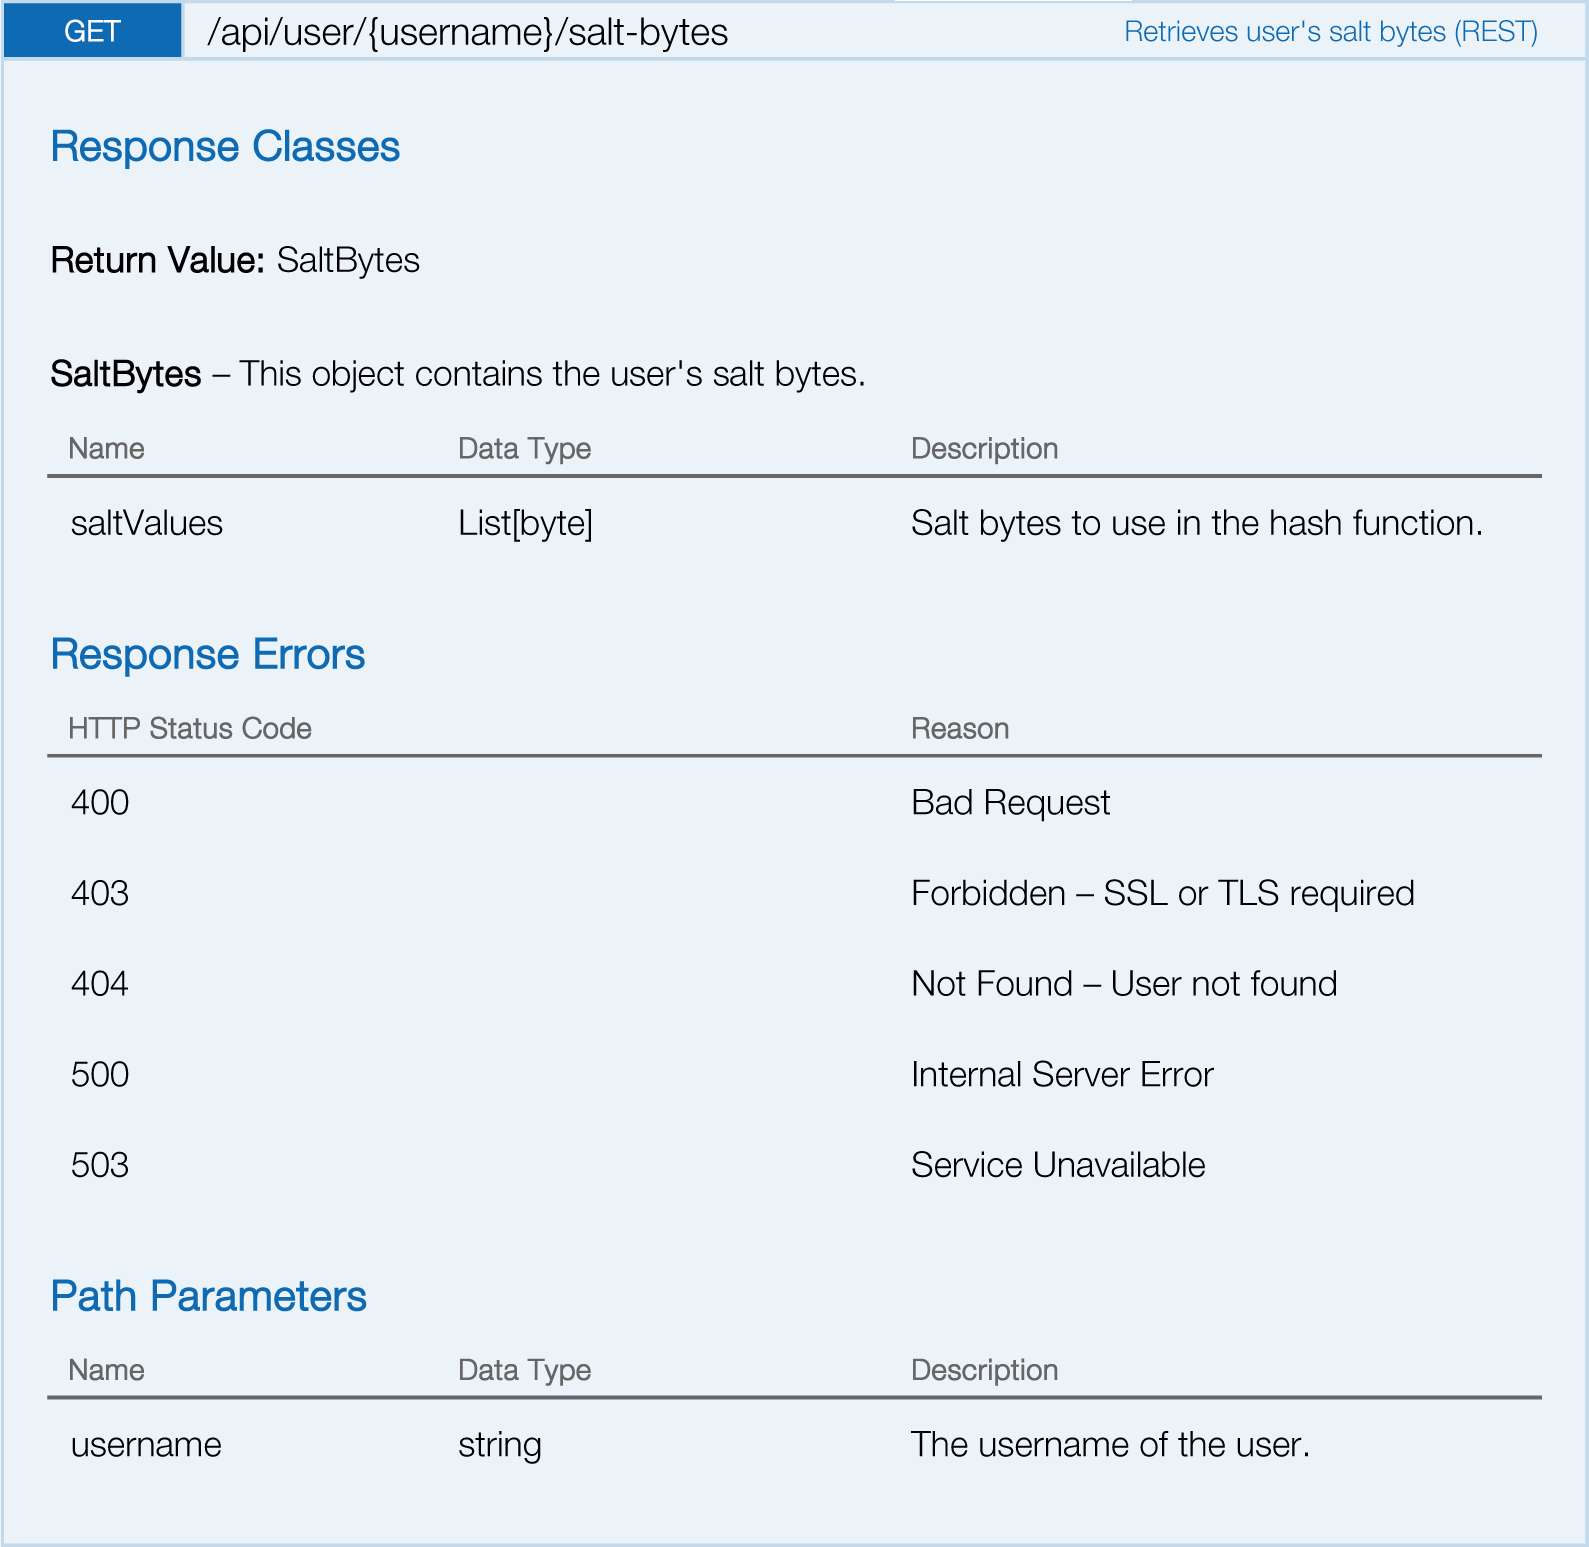 GET /api/user/{username}/salt-bytes Retrieves user's salt bytes (REST)
Response Classes
Return Value: SaltBytes
SaltBytes – This object contains the user's salt bytes.
Name Data Type Description
saltValues List[byte] Salt bytes to use in the hash function.
Response Errors
HTTP Status Code Reason
400 Bad Request
403 Forbidden – SSL or TLS required
404 Not Found – User not found
500 Internal Server Error
503 Service Unavailable
Path Parameters
Name Data Type Description
username string The username of the user.